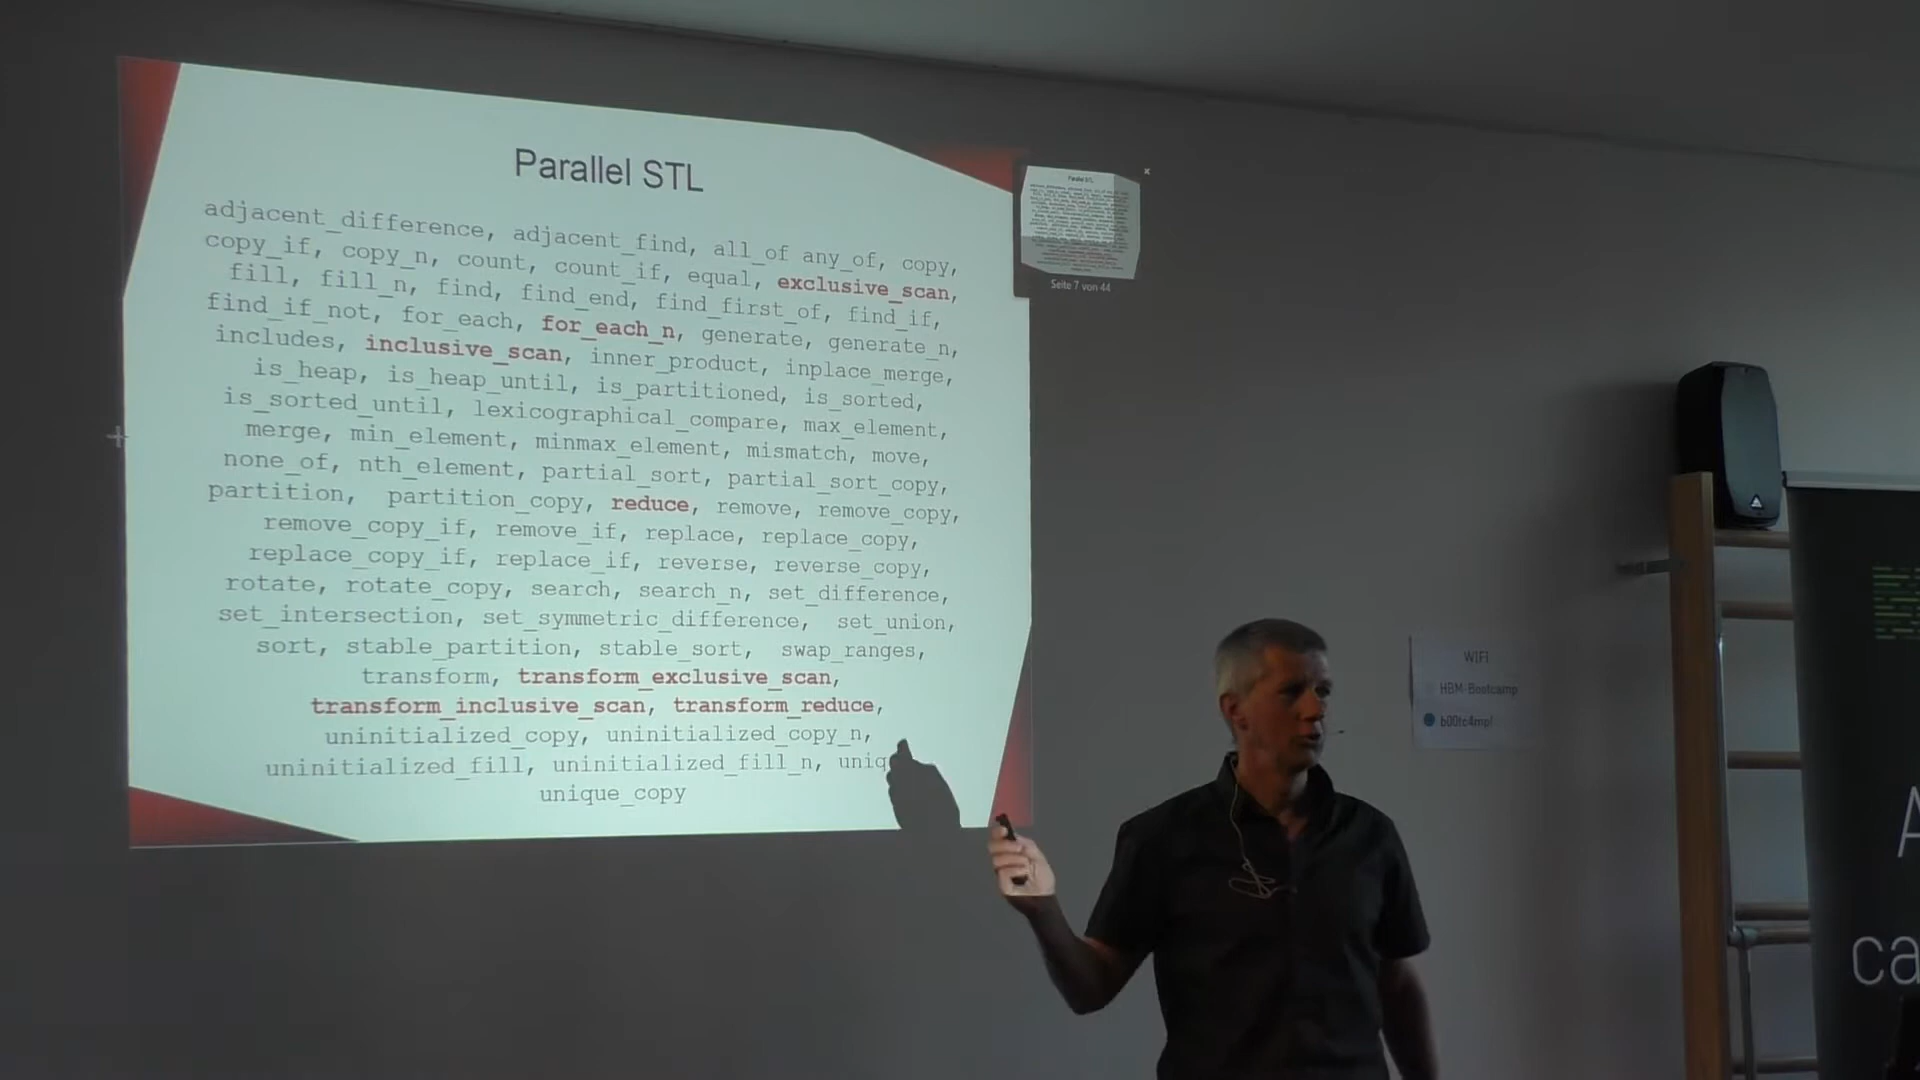 Parallel STL
adjacent_difference, adjacent_find, all_of any_of, copy,
copy_if, copy_n, count, count_if, equal, exclusive_scan,
fill, fill_n, find, find_end, find_first_of, find_if,
find_if_not, for_each, for_each_n, generate, generate_n,
includes, inclusive_scan, inner_product, inplace_merge,
is_heap, is_heap_until, is_partitioned, is_sorted,
is_sorted_until, lexicographical_compare, max_element,
merge, min_element, minmax_element, mismatch, move,
none_of, nth_element, partial_sort, partial_sort_copy,
partition, partition_copy, reduce, remove, remove_copy,
remove_copy_if, remove_if, replace, replace_copy,
replace_copy_if, replace_if, reverse, reverse_copy,
rotate, rotate_copy, search, search_n, set_difference,
set_intersection, set_symmetric_difference, set_union,
sort, stable_partition, stable_sort, swap_ranges,
transform, transform_exclusive_scan,
transform_inclusive_scan, transform_reduce,
uninitialized_copy, uninitialized_copy_n,
uninitialized_fill, uninitialized_fill_n, uniq
unique_copy
Parallel STL
Seite 7 von 44
WIFI
HBM-Bootcamp
A
ca